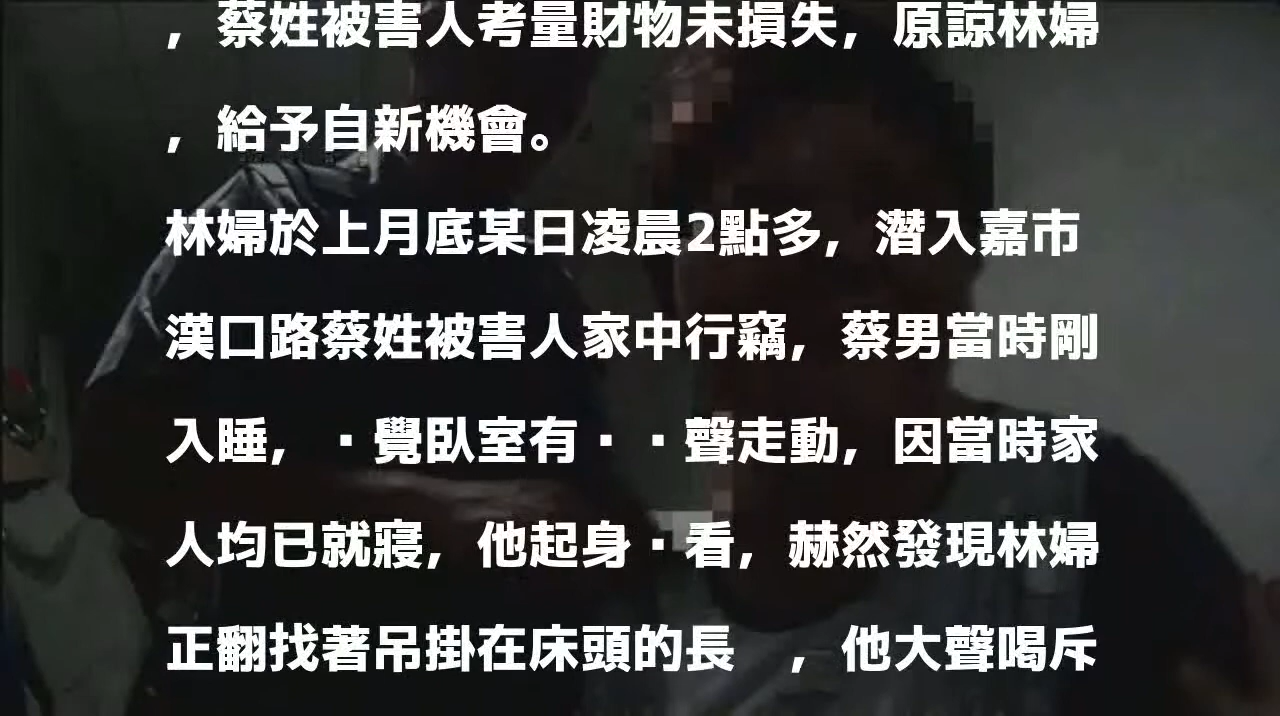 ，蔡姓被害人考量財物未損失，原諒林婦
，給予自新機會。
林婦於上月底某日凌晨2點多，潛入嘉市
漢口路蔡姓被害人家中行竊，蔡男當時剛
入睡，▪覺臥室有▪▪聲走動，因當時家
人均已就寢，他起身▪看，赫然發現林婦
正翻找著吊掛在床頭的長　，他大聲喝斥